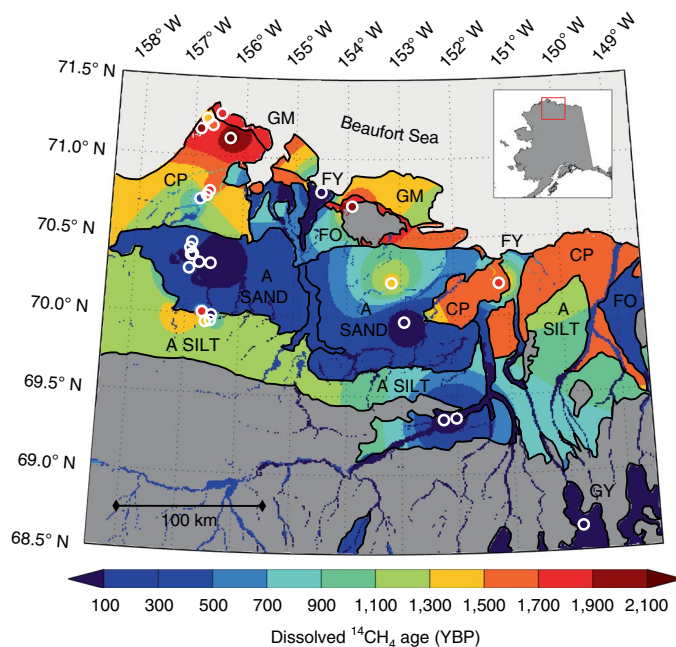 158° W 157° W 156° W 155° W 154° W 153° W 152° W 151° W 150° W 149° W
71.5° N
GM
Beaufort Sea
71.0° N
CP
FY
GM
70.5° N
FO
FY
CP
A SAND
A SAND
CP
A SILT
FO
70.0° N
A SILT
69.5° N
A SILT
69.0° N
GY
100 km
68.5° N
100 300 500 700 900 1,100 1,300 1,500 1,700 1,900 2,100
Dissolved ¹⁴CH₄ age (YBP)